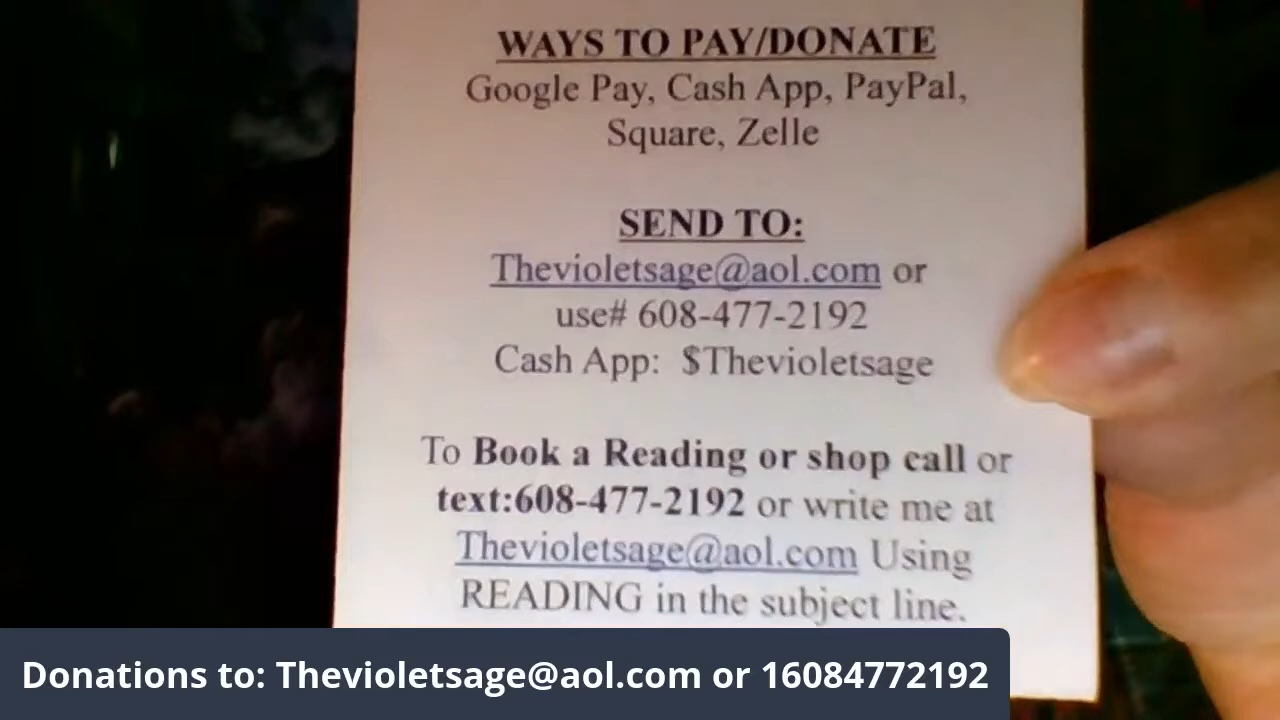 WAYS TO PAY/DONATE
Google Pay, Cash App, PayPal,
Square, Zelle
SEND TO:
Thevioletsage@aol.com or
use# 608-477-2192
Cash App: $Thevioletsage
To Book a Reading or shop call or
text:608-477-2192 or write me at
Thevioletsage@aol.com Using
READING in the subject line.
Donations to: Thevioletsage@aol.com or 16084772192